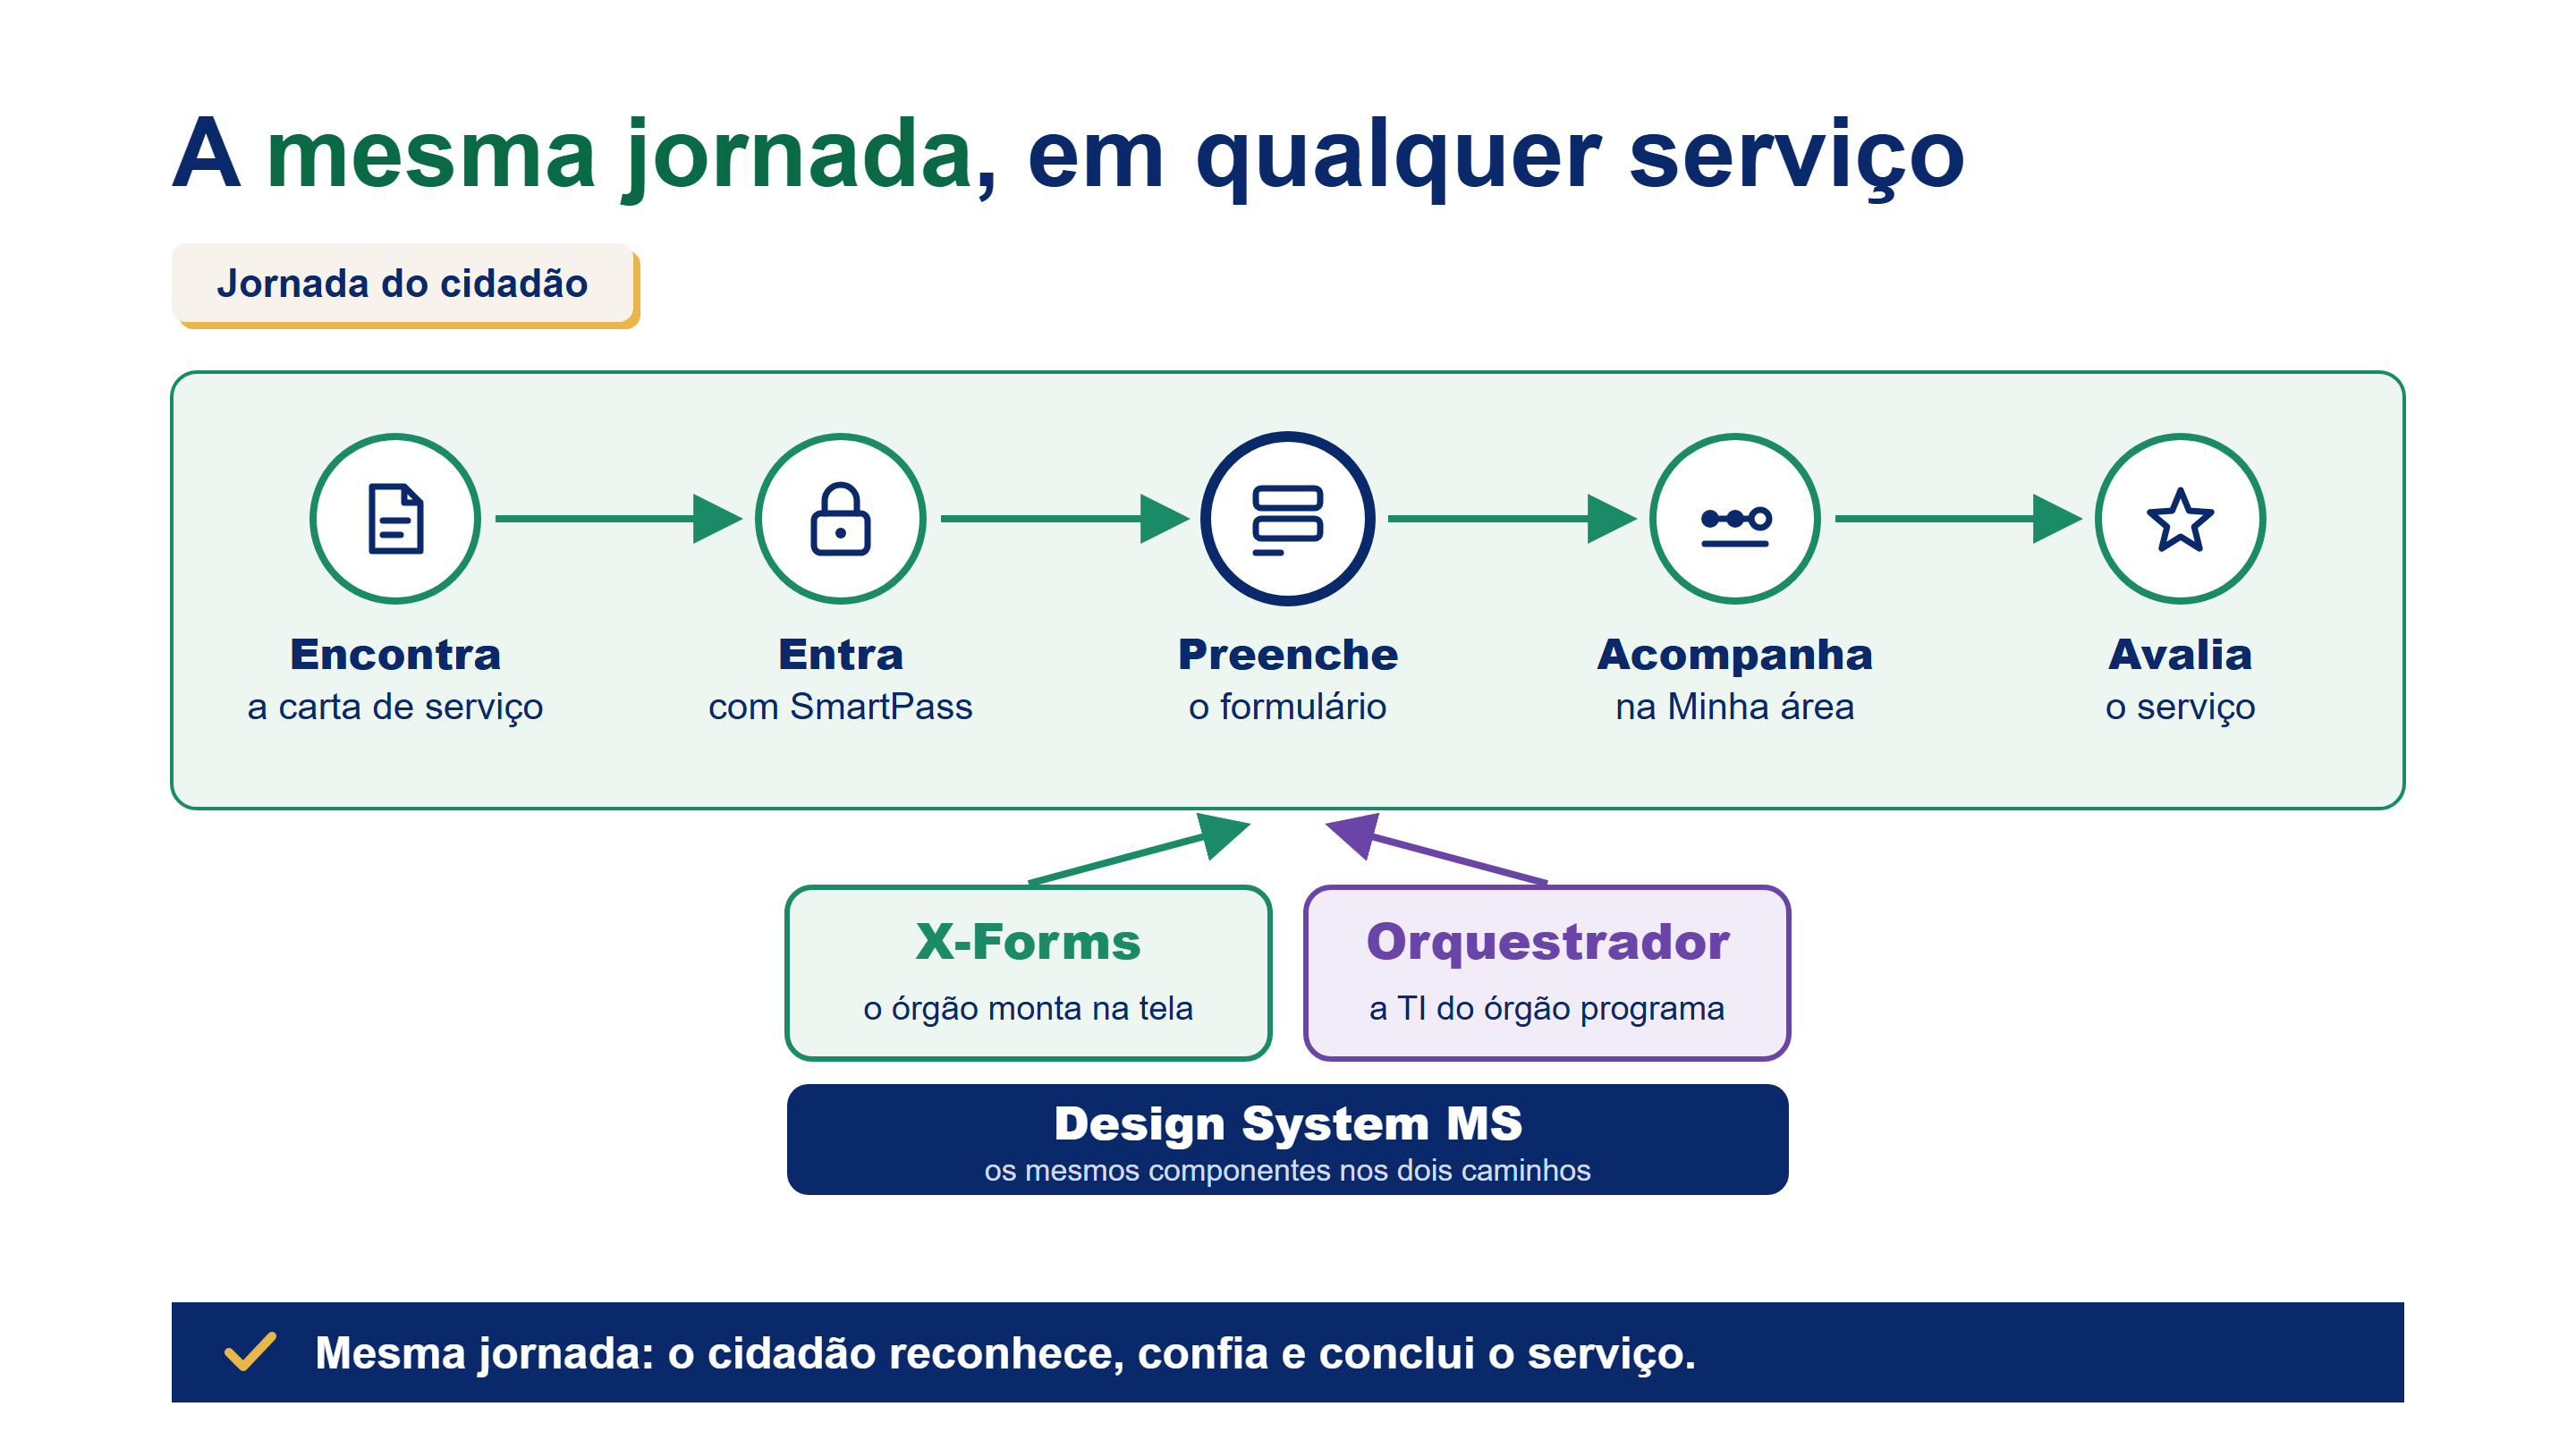 A mesma jornada, em qualquer serviço
Jornada do cidadão
Encontra
a carta de serviço
Entra
com SmartPass
Preenche
o formulário
Acompanha
na Minha área
Avalia
o serviço
X-Forms
o órgão monta na tela
Orquestrador
a TI do órgão programa
Design System MS
os mesmos componentes nos dois caminhos
Mesma jornada: o cidadão reconhece, confia e conclui o serviço.